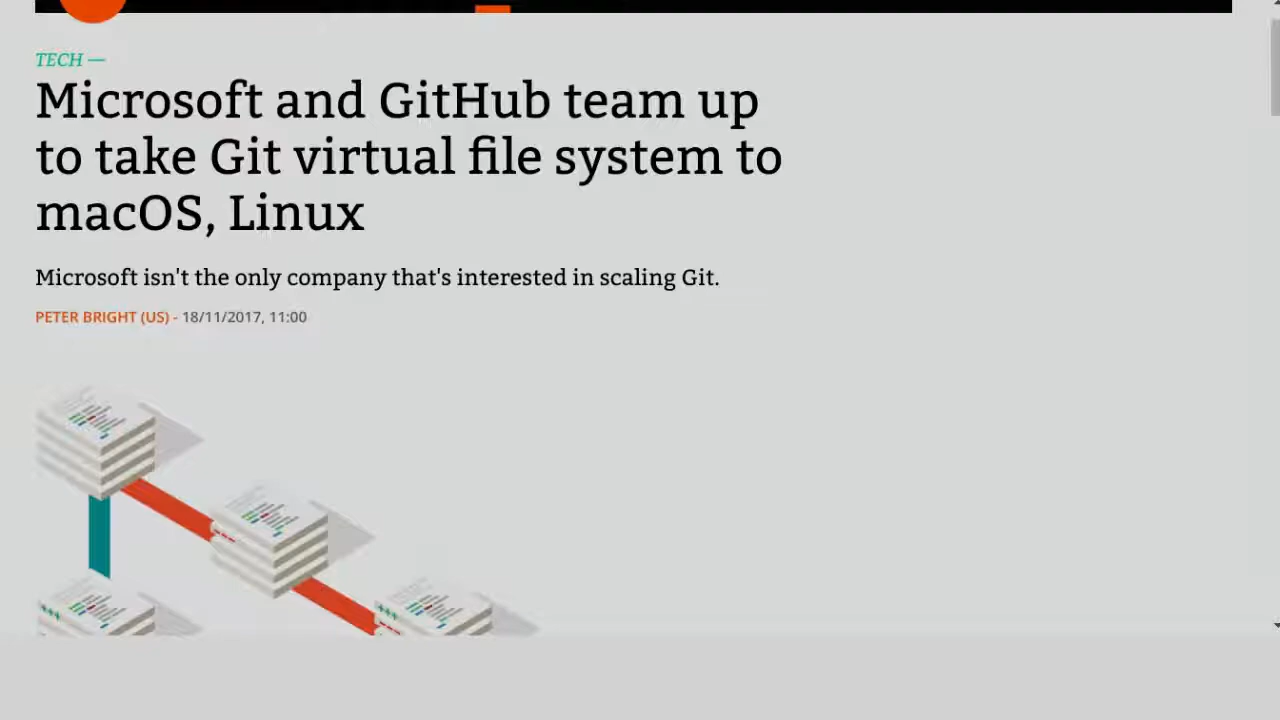 TECH —
Microsoft and GitHub team up
to take Git virtual file system to
macOS, Linux
Microsoft isn't the only company that's interested in scaling Git.
PETER BRIGHT (US) - 18/11/2017, 11:00